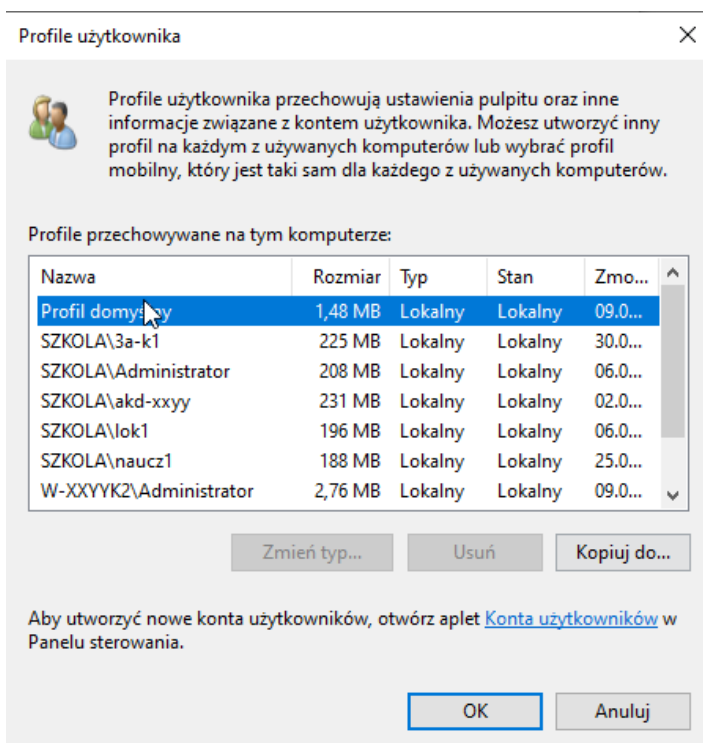 Profile użytkownika
Profile użytkownika przechowują ustawienia pulpitu oraz inne
informacje związane z kontem użytkownika. Możesz utworzyć inny
profil na każdym z używanych komputerów lub wybrać profil
mobilny, który jest taki sam dla każdego z używanych komputerów.
Profile przechowywane na tym komputerze:
Nazwa Rozmiar Typ Stan Zmo...
Profil domyślny 1,48 MB Lokalny Lokalny 09.0...
SZKOLA\3a-k1 225 MB Lokalny Lokalny 30.0...
SZKOLA\Administrator 208 MB Lokalny Lokalny 06.0...
SZKOLA\akd-xxyy 231 MB Lokalny Lokalny 02.0...
SZKOLA\lok1 196 MB Lokalny Lokalny 06.0...
SZKOLA\naucz1 188 MB Lokalny Lokalny 25.0...
W-XXYYK2\Administrator 2,76 MB Lokalny Lokalny 09.0...
Zmień typ... Usuń Kopiuj do...
Aby utworzyć nowe konta użytkowników, otwórz aplet Konta użytkowników w
Panelu sterowania.
OK Anuluj